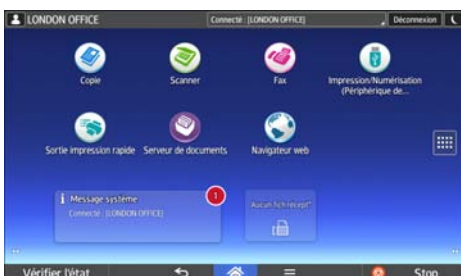 LONDON OFFICE
Connecté : [LONDON OFFICE]
Déconnexion
Copie
Scanner
Fax
Impression/Numérisation
(Périphérique de...
Sortie impression rapide
Serveur de documents
Navigateur web
Message système
1
Connecté : [LONDON OFFICE]
Aucun fich récept°
Vérifier l'état
Stop